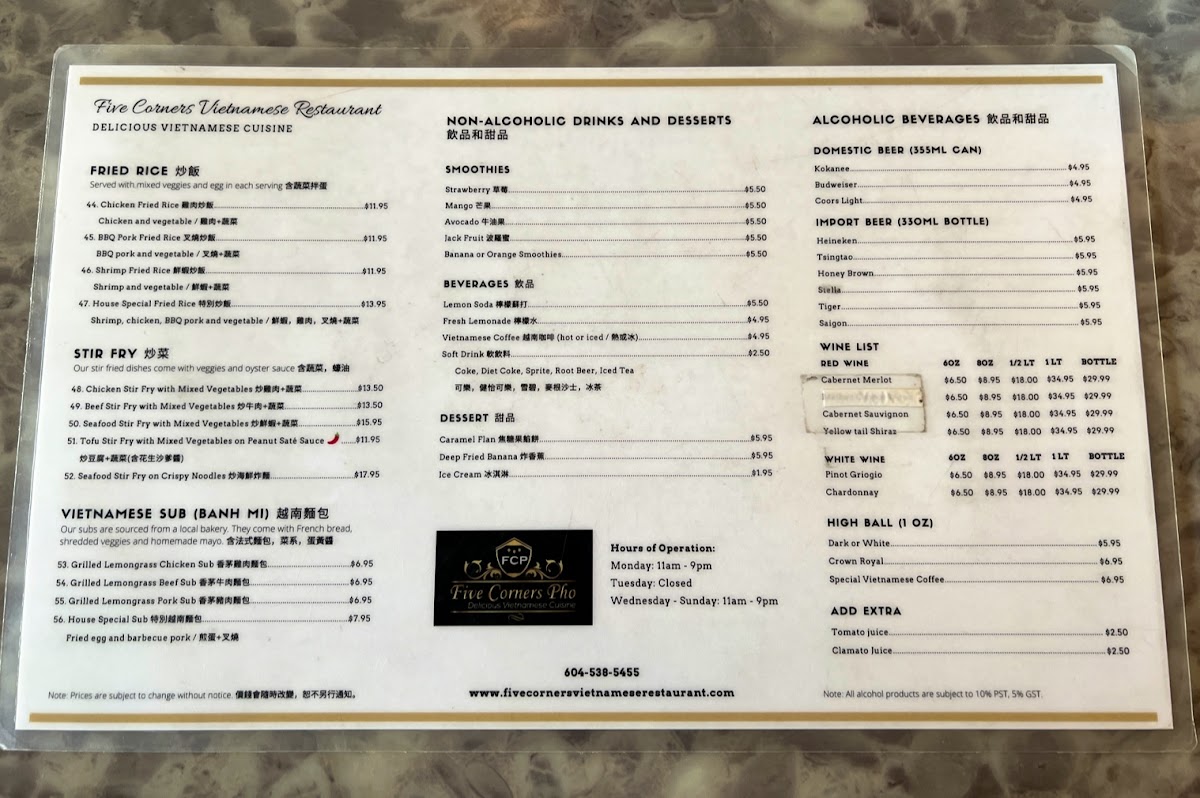 Five Corners Vietnamese Restaurant
DELICIOUS VIETNAMESE CUISINE
FRIED RICE 炒飯
Served with mixed veggies and egg in each serving 含蔬菜拌蛋
44. Chicken Fried Rice 雞肉炒飯 $11.95
Chicken and vegetable / 雞肉+蔬菜
45. BBQ Pork Fried Rice 叉燒炒飯 $11.95
BBQ pork and vegetable / 叉燒+蔬菜
46. Shrimp Fried Rice 鮮蝦炒飯 $11.95
Shrimp and vegetable / 鮮蝦+蔬菜
47. House Special Fried Rice 特別炒飯 $13.95
Shrimp, chicken, BBQ pork and vegetable / 鮮蝦，雞肉，叉燒+蔬菜
STIR FRY 炒菜
Our stir fried dishes come with veggies and oyster sauce 含蔬菜，蠔油
48. Chicken Stir Fry with Mixed Vegetables 炒雞肉+蔬菜 $13.50
49. Beef Stir Fry with Mixed Vegetables 炒牛肉+蔬菜 $13.50
50. Seafood Stir Fry with Mixed Vegetables 炒鮮蝦+蔬菜 $15.95
51. Tofu Stir Fry with Mixed Vegetables on Peanut Saté Sauce $11.95
炒豆腐+蔬菜(含花生沙爹醬)
52. Seafood Stir Fry on Crispy Noodles 炒海鮮炸麵 $17.95
VIETNAMESE SUB (BANH MI) 越南麵包
Our subs are sourced from a local bakery. They come with French bread,
shredded veggies and homemade mayo. 含法式麵包，菜系，蛋黃醬
53. Grilled Lemongrass Chicken Sub 香茅雞肉麵包 $6.95
54. Grilled Lemongrass Beef Sub 香茅牛肉麵包 $6.95
55. Grilled Lemongrass Pork Sub 香茅豬肉麵包 $6.95
56. House Special Sub 特別越南麵包 $7.95
Fried egg and barbecue pork / 煎蛋+叉燒
Note: Prices are subject to change without notice. 價錢會隨時改變，恕不另行通知。
NON-ALCOHOLIC DRINKS AND DESSERTS
飲品和甜品
SMOOTHIES
Strawberry 草莓 $5.50
Mango 芒果 $5.50
Avocado 牛油果 $5.50
Jack Fruit 波羅蜜 $5.50
Banana or Orange Smoothies $5.50
BEVERAGES 飲品
Lemon Soda 檸檬蘇打 $5.50
Fresh Lemonade 檸檬水 $4.95
Vietnamese Coffee 越南咖啡 (hot or iced / 熱或冰) $4.95
Soft Drink 軟飲料 $2.50
Coke, Diet Coke, Sprite, Root Beer, Iced Tea
可樂，健怡可樂，雪碧，麥根沙士，冰茶
DESSERT 甜品
Caramel Flan 焦糖果餡餅 $5.95
Deep Fried Banana 炸香蕉 $5.95
Ice Cream 冰淇淋 $1.95
FCP
Five Corners Pho
Delicious Vietnamese Cuisine
Hours of Operation:
Monday: 11am - 9pm
Tuesday: Closed
Wednesday - Sunday: 11am - 9pm
604-538-5455
www.fivecornersvietnameserestaurant.com
ALCOHOLIC BEVERAGES 飲品和甜品
DOMESTIC BEER (355ML CAN)
Kokanee $4.95
Budweiser $4.95
Coors Light $4.95
IMPORT BEER (330ML BOTTLE)
Heineken $5.95
Tsingtao $5.95
Honey Brown $5.95
Stella $5.95
Tiger $5.95
Saigon $5.95
WINE LIST
RED WINE 6OZ 8OZ 1/2 LT 1 LT BOTTLE
Cabernet Merlot $6.50 $8.95 $18.00 $34.95 $29.99
$6.50 $8.95 $18.00 $34.95 $29.99
Cabernet Sauvignon $6.50 $8.95 $18.00 $34.95 $29.99
Yellow tail Shiraz $6.50 $8.95 $18.00 $34.95 $29.99
WHITE WINE 6OZ 8OZ 1/2 LT 1 LT BOTTLE
Pinot Griogio $6.50 $8.95 $18.00 $34.95 $29.99
Chardonnay $6.50 $8.95 $18.00 $34.95 $29.99
HIGH BALL (1 OZ)
Dark or White $5.95
Crown Royal $6.95
Special Vietnamese Coffee $6.95
ADD EXTRA
Tomato juice $2.50
Clamato Juice $2.50
Note: All alcohol products are subject to 10% PST, 5% GST.